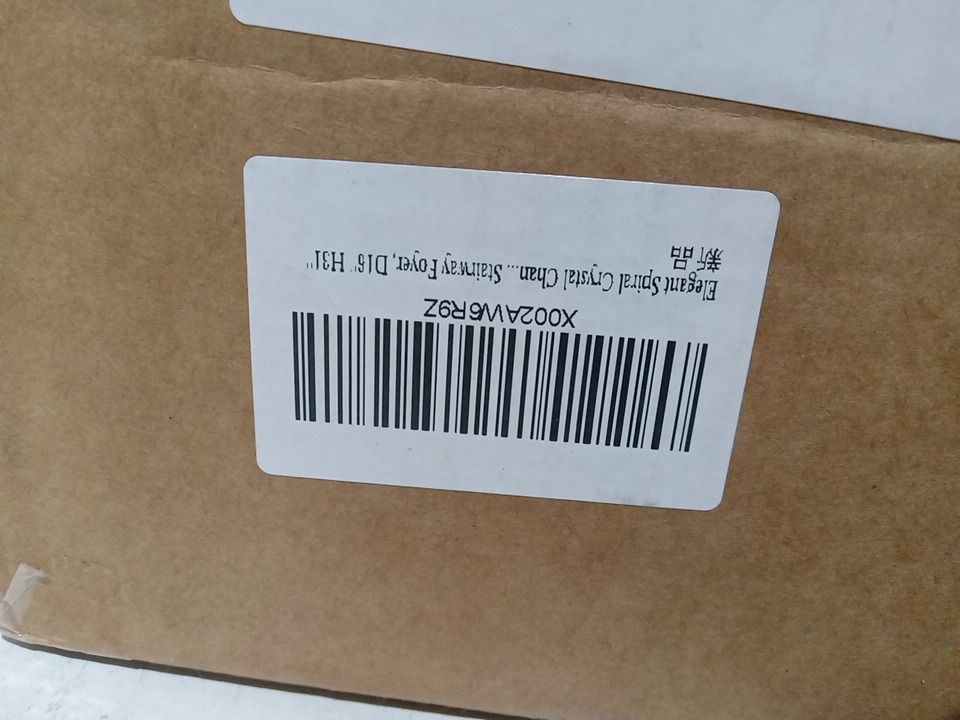 X002AW6R9Z
Elegant Spiral Crystal Chan... Stairway Foyer, D16" H31"
新品